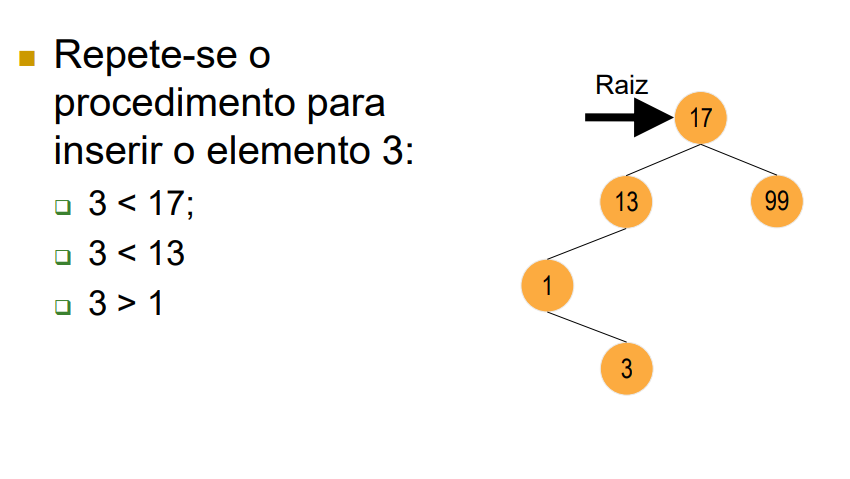 Repete-se o
procedimento para
inserir o elemento 3:
3 < 17;
3 < 13
3 > 1
Raiz
17
13
99
1
3